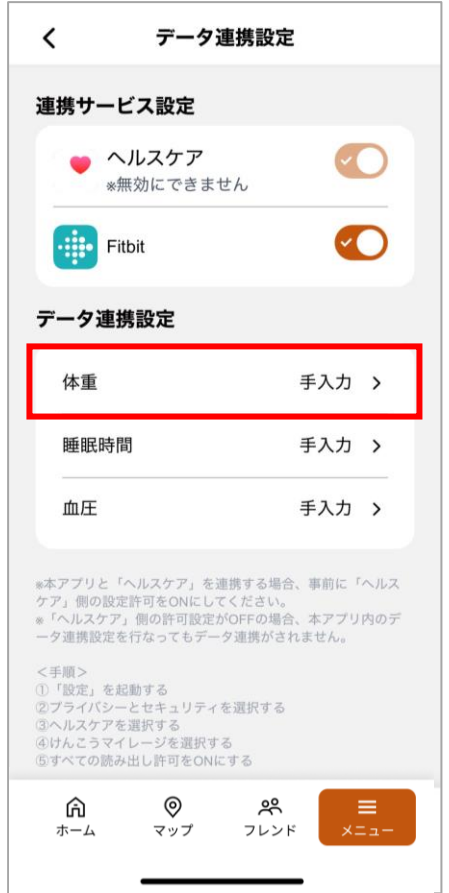 データ連携設定
連携サービス設定
ヘルスケア
※無効にできません
Fitbit
データ連携設定
体重 手入力
睡眠時間 手入力
血圧 手入力
※本アプリと「ヘルスケア」を連携する場合、事前に「ヘルス
ケア」側の設定許可をONにしてください。
※「ヘルスケア」側の許可設定がOFFの場合、本アプリ内のデ
ータ連携設定を行なってもデータ連携がされません。
＜手順＞
①「設定」を起動する
②プライバシーとセキュリティを選択する
③ヘルスケアを選択する
④けんこうマイレージを選択する
⑤すべての読み出し許可をONにする
ホーム マップ フレンド メニュー